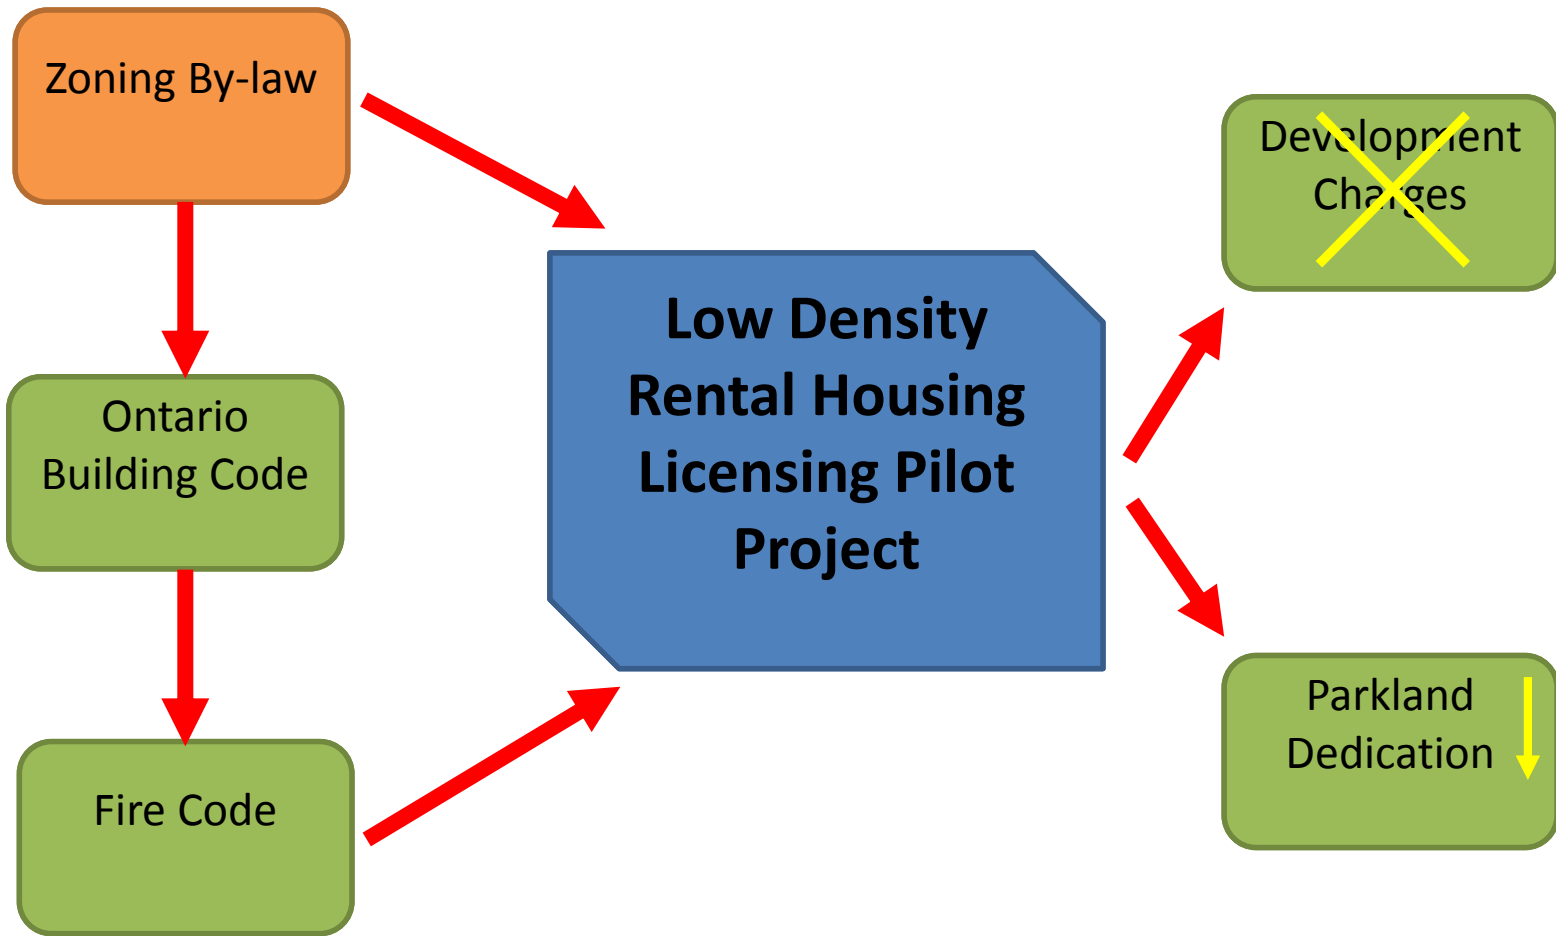 Zoning By-law
Ontario
Building Code
Fire Code
Low Density
Rental Housing
Licensing Pilot
Project
Development
Charges
Parkland
Dedication